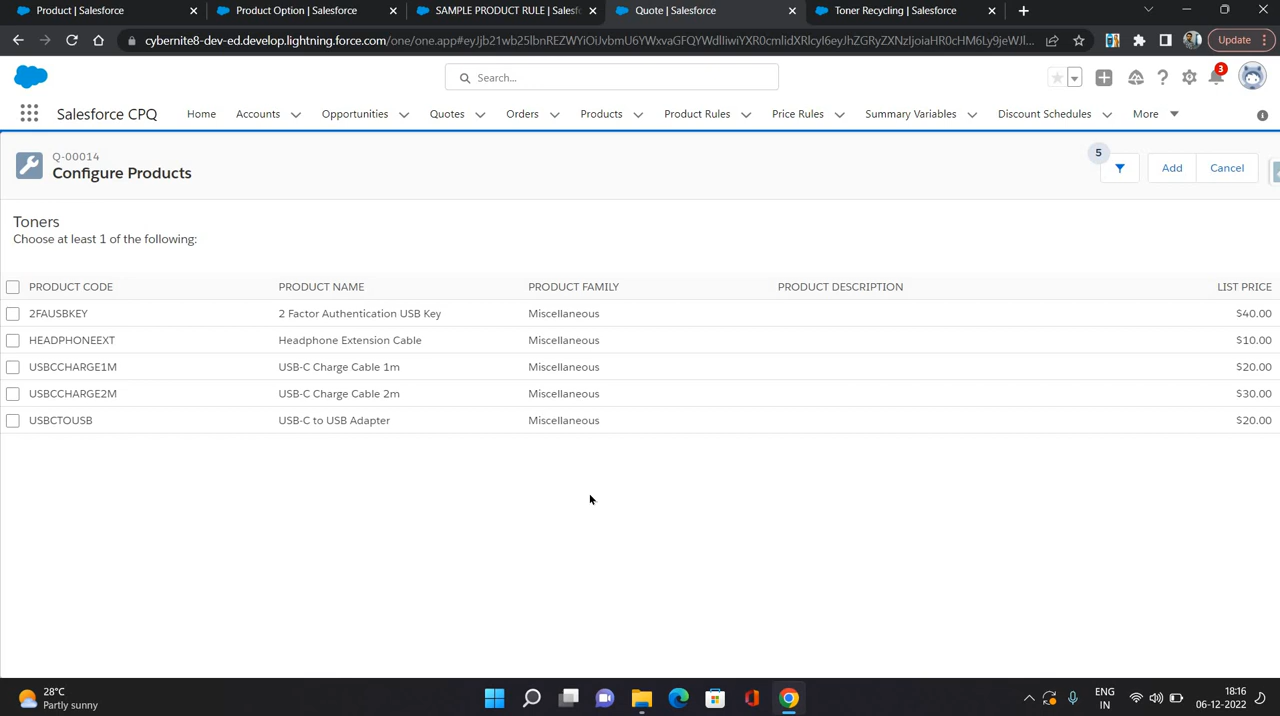 Product | Salesforce
Product Option | Salesforce
SAMPLE PRODUCT RULE | Salesf
Quote | Salesforce
Toner Recycling | Salesforce
Update
Search...
3
Salesforce CPQ
Home
Accounts
Opportunities
Quotes
Orders
Products
Product Rules
Price Rules
Summary Variables
Discount Schedules
More
Q-00014
Configure Products
5
Add
Cancel
Toners
Choose at least 1 of the following:
PRODUCT CODE PRODUCT NAME PRODUCT FAMILY PRODUCT DESCRIPTION LIST PRICE
2FAUSBKEY 2 Factor Authentication USB Key Miscellaneous $40.00
HEADPHONEEXT Headphone Extension Cable Miscellaneous $10.00
USBCCHARGE1M USB-C Charge Cable 1m Miscellaneous $20.00
USBCCHARGE2M USB-C Charge Cable 2m Miscellaneous $30.00
USBCTOUSB USB-C to USB Adapter Miscellaneous $20.00
28°C
Partly sunny
ENG
IN
18:16
06-12-2022